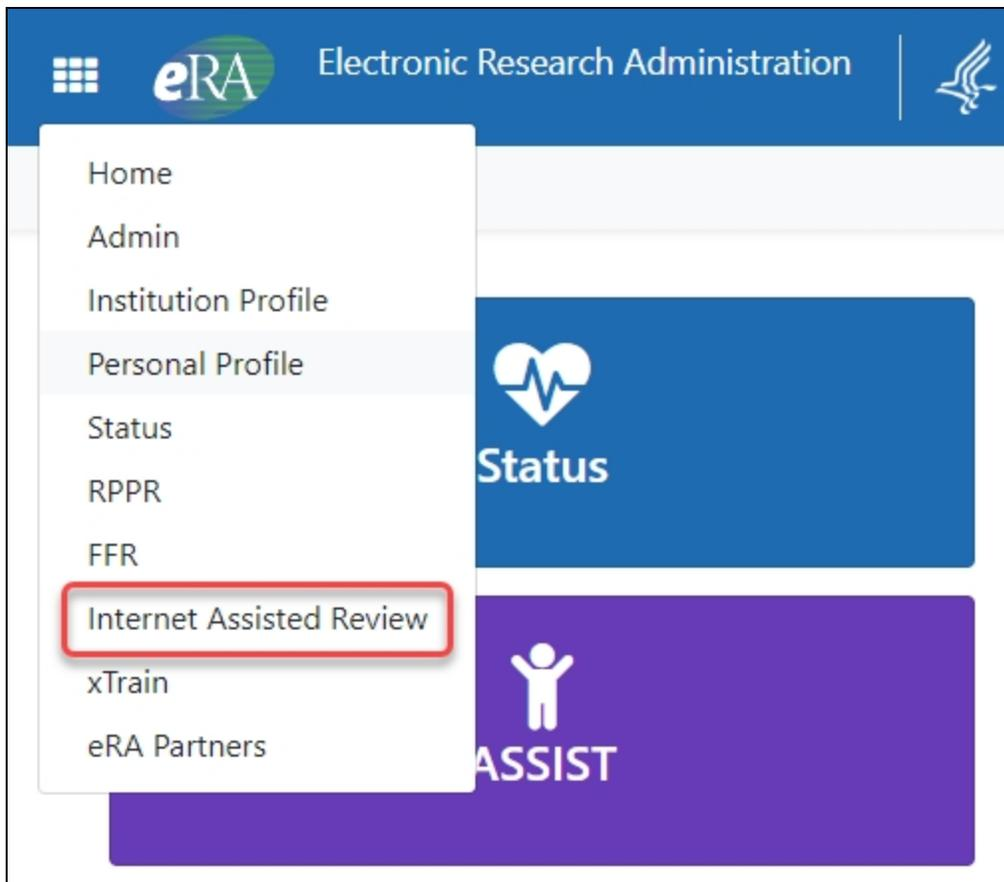 eRA Electronic Research Administration
Home
Admin
Institution Profile
Personal Profile
Status
RPPR
FFR
Internet Assisted Review
xTrain
eRA Partners
Status
ASSIST